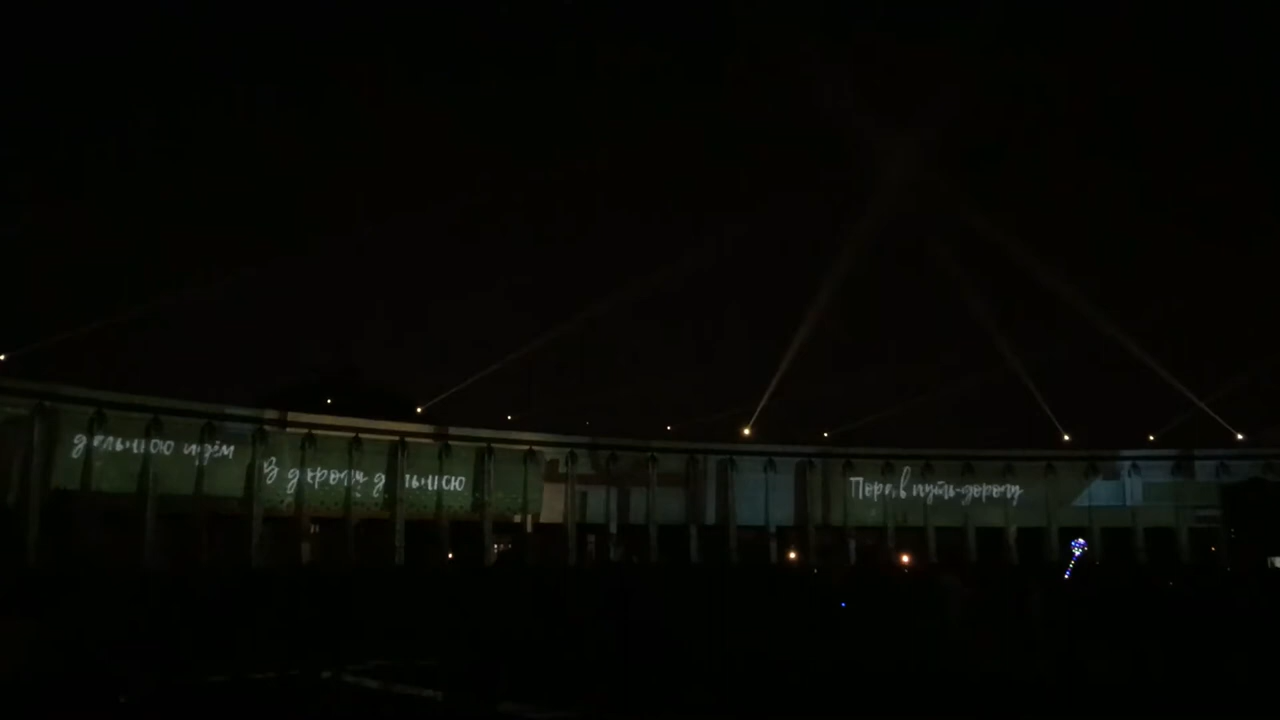 дальнюю идём
В дорогу дальнюю
Пора в путь-дорогу